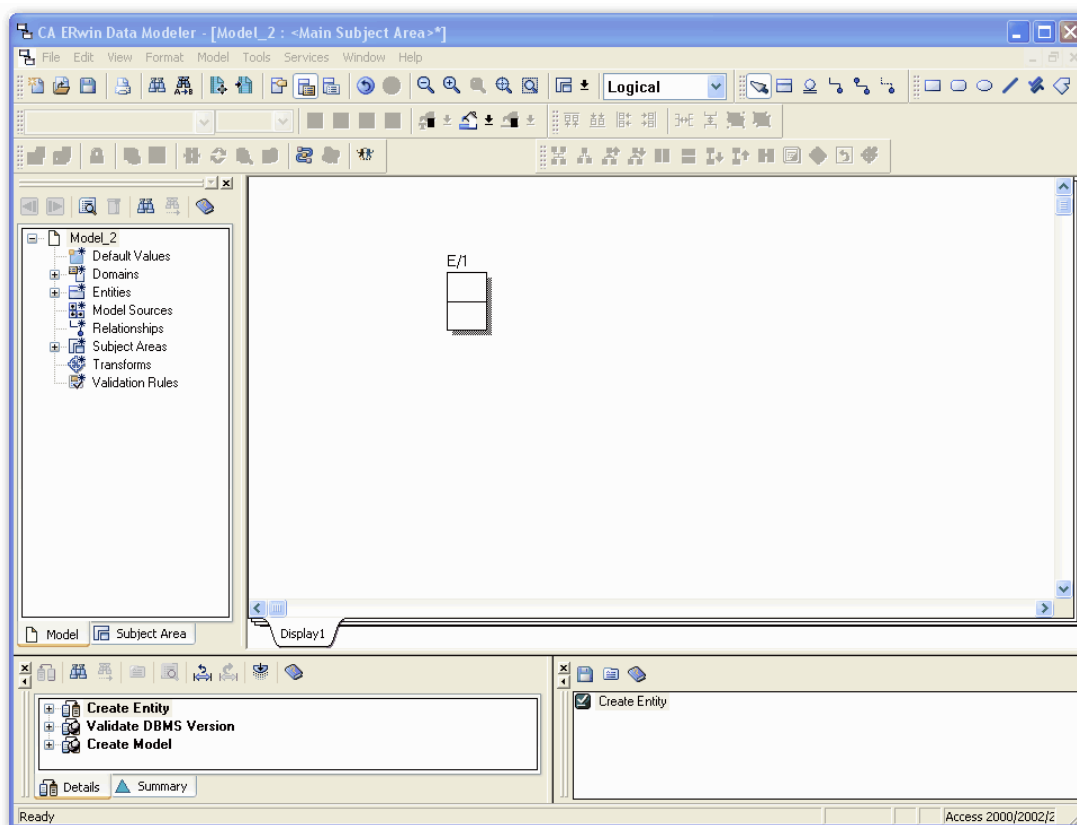 CA ERwin Data Modeler - [Model_2 : <Main Subject Area>*]
File Edit View Format Model Tools Services Window Help
Logical
Model_2
Default Values
Domains
Entities
Model Sources
Relationships
Subject Areas
Transforms
Validation Rules
Model
Subject Area
E/1
Display1
Create Entity
Validate DBMS Version
Create Model
Details
Summary
Create Entity
Ready
Access 2000/2002/2